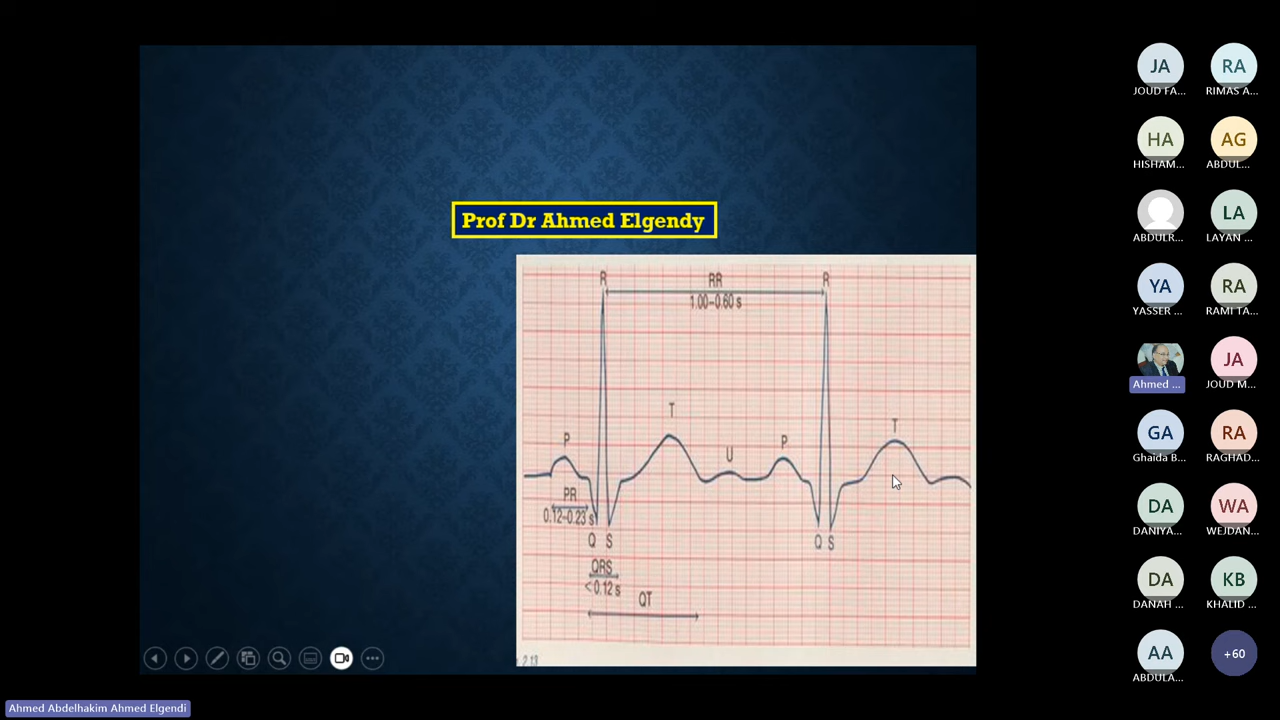 Prof Dr Ahmed Elgendy
R
RR
R
1.00–0.60 s
T
T
P
U
P
PR
0.12–0.23 s
Q S
Q S
QRS
<0.12 s
QT
2.13
JA
RA
JOUD FA...
RIMAS A...
HA
AG
HISHAM...
ABDUL...
LA
ABDULR...
LAYAN ...
YA
RA
YASSER ...
RAMI TA...
JA
Ahmed ...
JOUD M...
GA
RA
Ghaida B...
RAGHAD...
DA
WA
DANIYA...
WEJDAN...
DA
KB
DANAH ...
KHALID ...
AA
+60
ABDULA...
Ahmed Abdelhakim Ahmed Elgendi